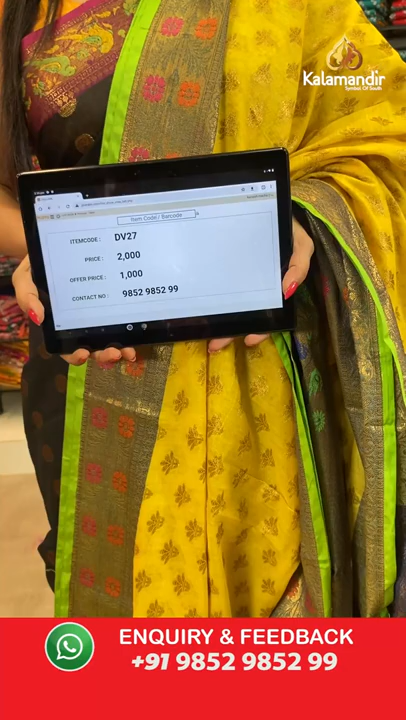 Kalamandir
Symbol Of South
Item Code/ Barcode
ITEMCODE : DV27
PRICE : 2,000
OFFER PRICE : 1,000
CONTACT NO : 9852 9852 99
ENQUIRY & FEEDBACK
+91 9852 9852 99